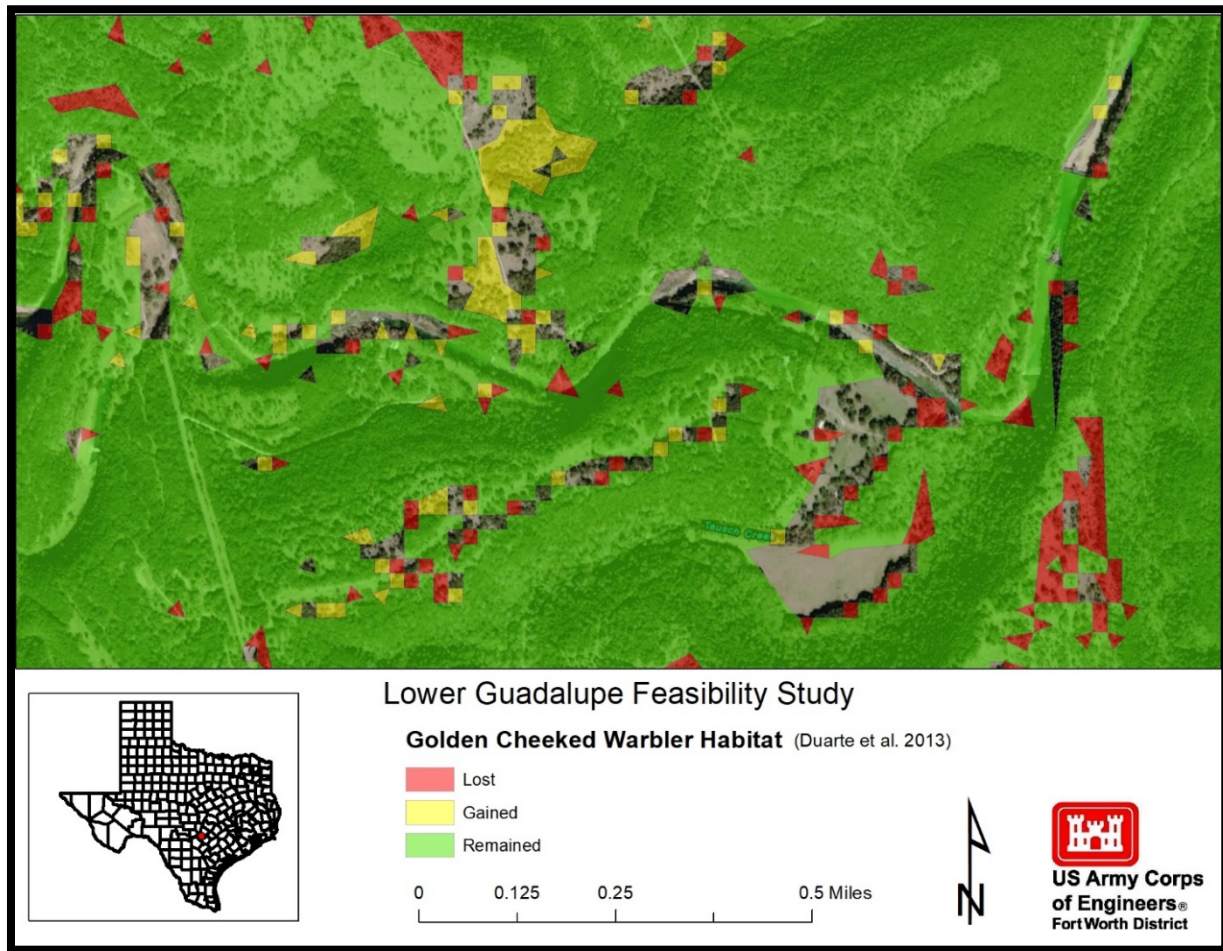 Tausch Creek
Lower Guadalupe Feasibility Study
Golden Cheeked Warbler Habitat (Duarte et al. 2013)
Lost
Gained
Remained
0 0.125 0.25 0.5 Miles
N
US Army Corps
of Engineers®
Fort Worth District